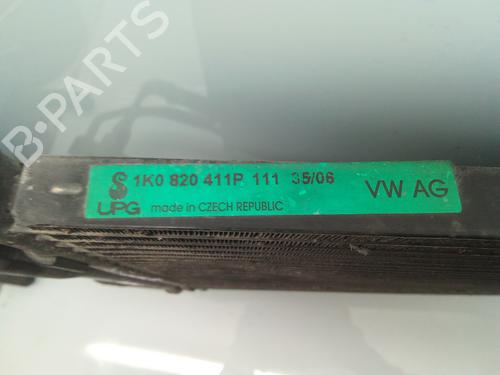 B-PARTS
1K0 820 411P 111 35/06
UPG made in CZECH REPUBLIC
VW AG